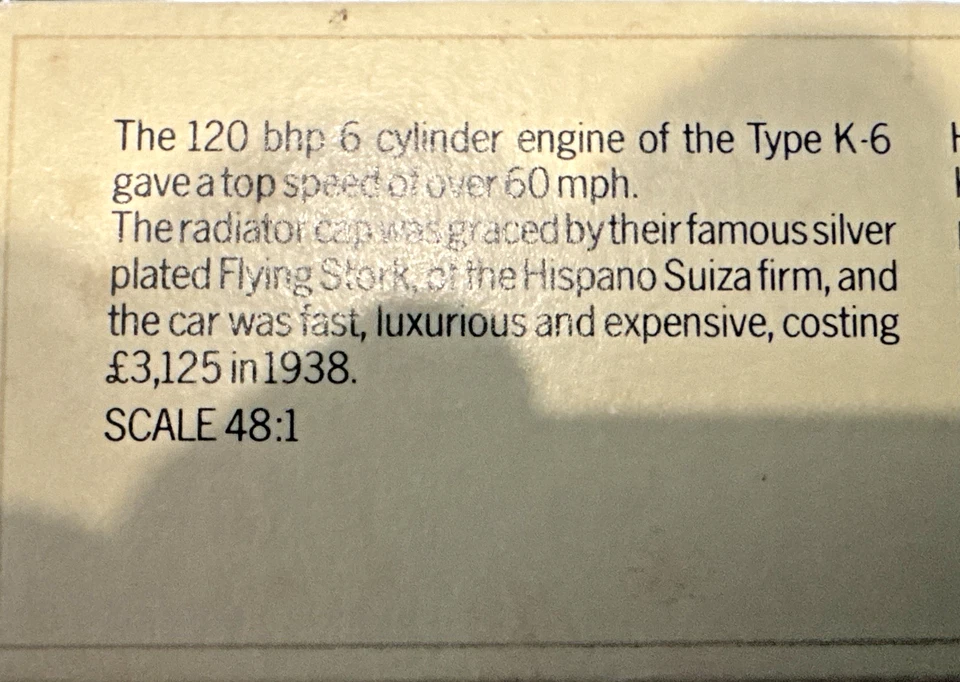 The 120 bhp 6 cylinder engine of the Type K-6
gave a top speed of over 60 mph.
The radiator cap was graced by their famous silver
plated Flying Stork, of the Hispano Suiza firm, and
the car was fast, luxurious and expensive, costing
£3,125 in 1938.
SCALE 48:1